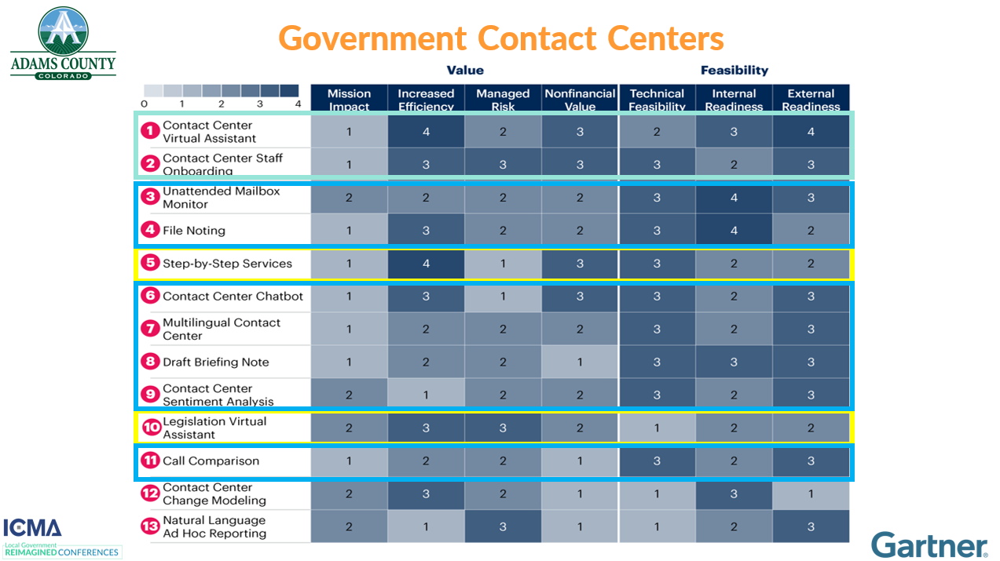 Government Contact Centers
ADAMS COUNTY
COLORADO
Value Feasibility
0 1 2 3 4
Mission Impact Increased Efficiency Managed Risk Nonfinancial Value Technical Feasibility Internal Readiness External Readiness
1 Contact Center Virtual Assistant 1 4 2 3 2 3 4
2 Contact Center Staff Onboarding 1 3 3 3 3 2 3
3 Unattended Mailbox Monitor 2 2 2 2 3 4 3
4 File Noting 1 3 2 2 3 4 2
5 Step-by-Step Services 1 4 1 3 3 2 2
6 Contact Center Chatbot 1 3 1 3 3 2 3
7 Multilingual Contact Center 1 2 2 2 3 2 3
8 Draft Briefing Note 1 2 2 1 3 3 3
9 Contact Center Sentiment Analysis 2 1 2 2 3 2 3
10 Legislation Virtual Assistant 2 3 3 2 1 2 2
11 Call Comparison 1 2 2 1 3 2 3
12 Contact Center Change Modeling 2 3 2 1 1 3 1
13 Natural Language Ad Hoc Reporting 2 1 3 1 1 2 3
ICMA
Local Government
REIMAGINED CONFERENCES
Gartner®